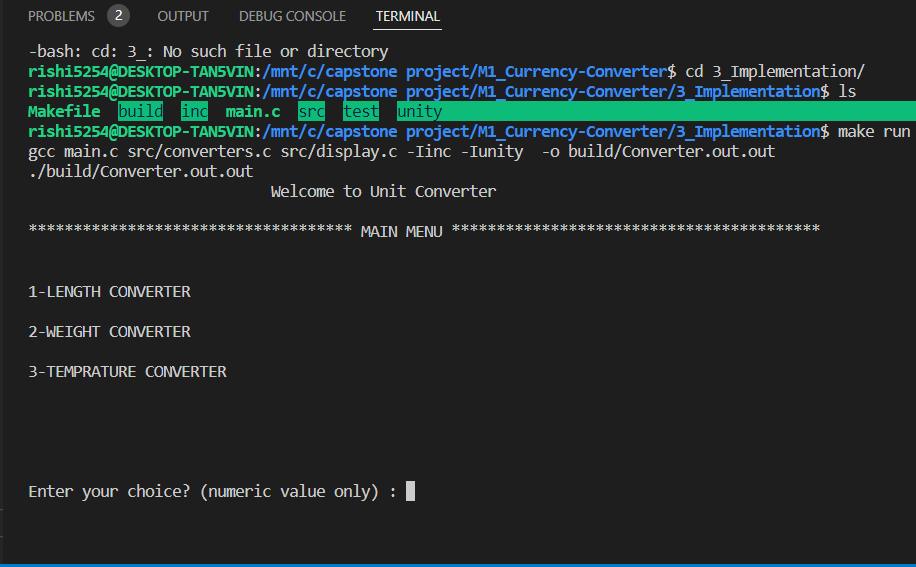 PROBLEMS 2 OUTPUT DEBUG CONSOLE TERMINAL
-bash: cd: 3_: No such file or directory
rishi5254@DESKTOP-TAN5VIN:/mnt/c/capstone project/M1_Currency-Converter$ cd 3_Implementation/
rishi5254@DESKTOP-TAN5VIN:/mnt/c/capstone project/M1_Currency-Converter/3_Implementation$ ls
Makefile build inc main.c src test unity
rishi5254@DESKTOP-TAN5VIN:/mnt/c/capstone project/M1_Currency-Converter/3_Implementation$ make run
gcc main.c src/converters.c src/display.c -Iinc -Iunity  -o build/Converter.out.out
./build/Converter.out.out
Welcome to Unit Converter
************************************ MAIN MENU *****************************************
1-LENGTH CONVERTER
2-WEIGHT CONVERTER
3-TEMPRATURE CONVERTER
Enter your choice? (numeric value only) :